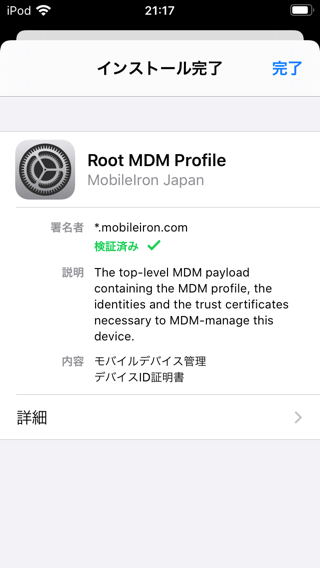 iPod 21:17
インストール完了 完了
Root MDM Profile
MobileIron Japan
署名者 *.mobileiron.com
検証済み
説明 The top-level MDM payload
containing the MDM profile, the
identities and the trust certificates
necessary to MDM-manage this
device.
内容 モバイルデバイス管理
デバイスID証明書
詳細